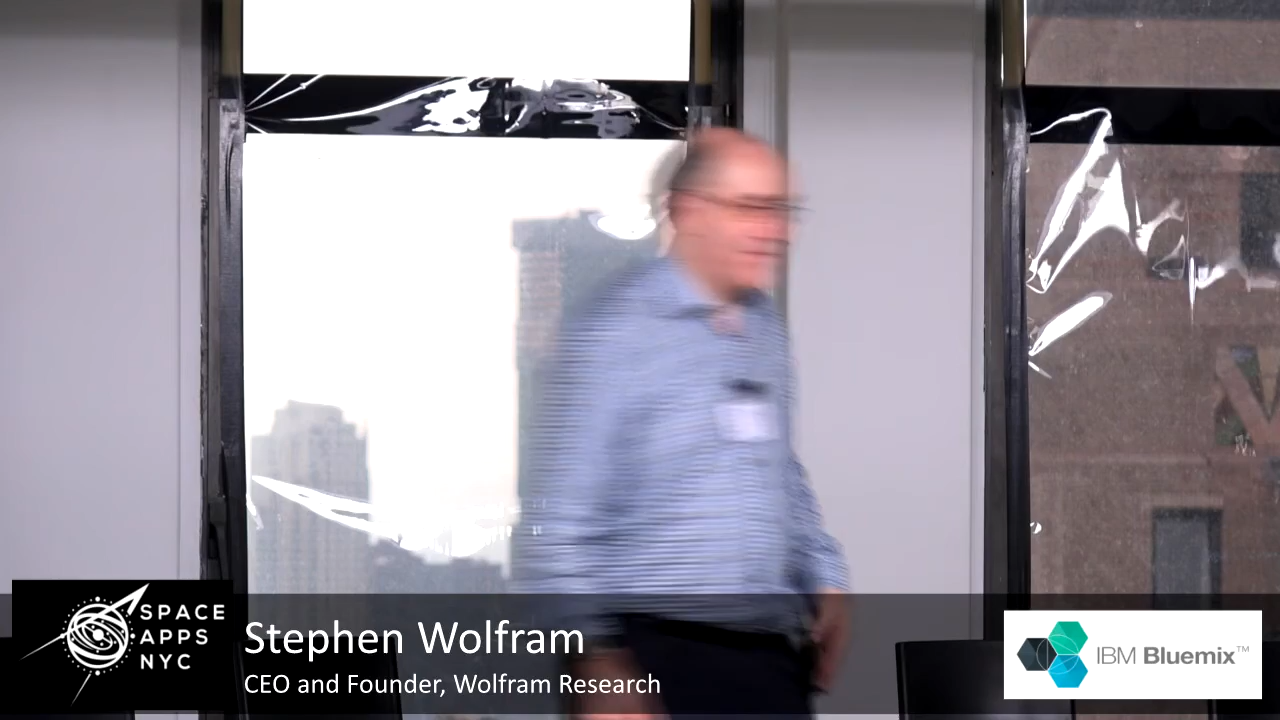 SPACE
APPS
NYC
Stephen Wolfram
CEO and Founder, Wolfram Research
IBM Bluemix™